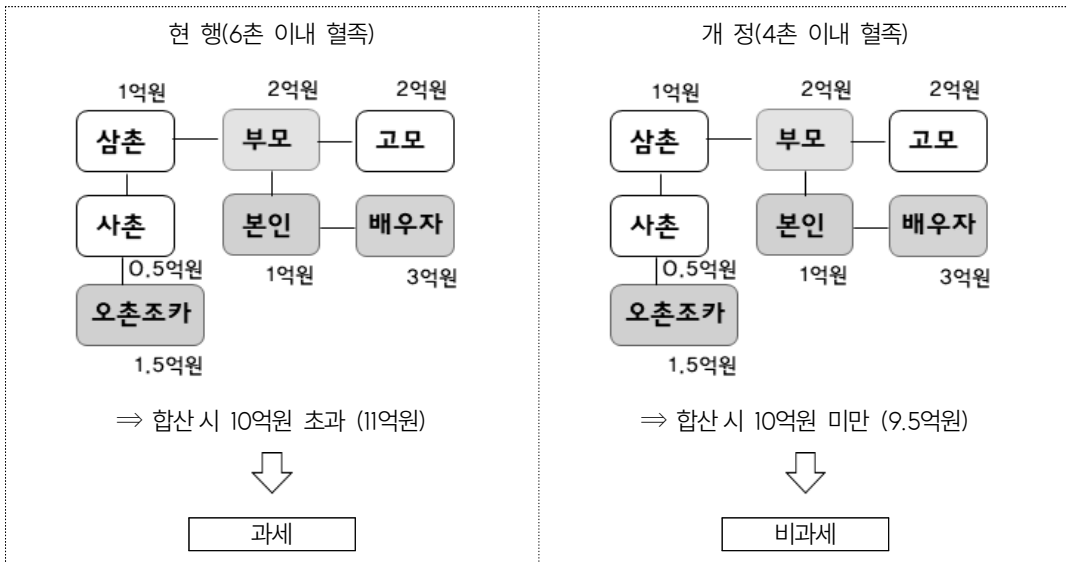 현 행(6촌 이내 혈족)
1억원 2억원 2억원
삼촌 부모 고모
사촌 본인 배우자
0.5억원 1억원 3억원
오촌조카
1.5억원
⇒ 합산 시 10억원 초과 (11억원)
과세
개 정(4촌 이내 혈족)
1억원 2억원 2억원
삼촌 부모 고모
사촌 본인 배우자
0.5억원 1억원 3억원
오촌조카
1.5억원
⇒ 합산 시 10억원 미만 (9.5억원)
비과세